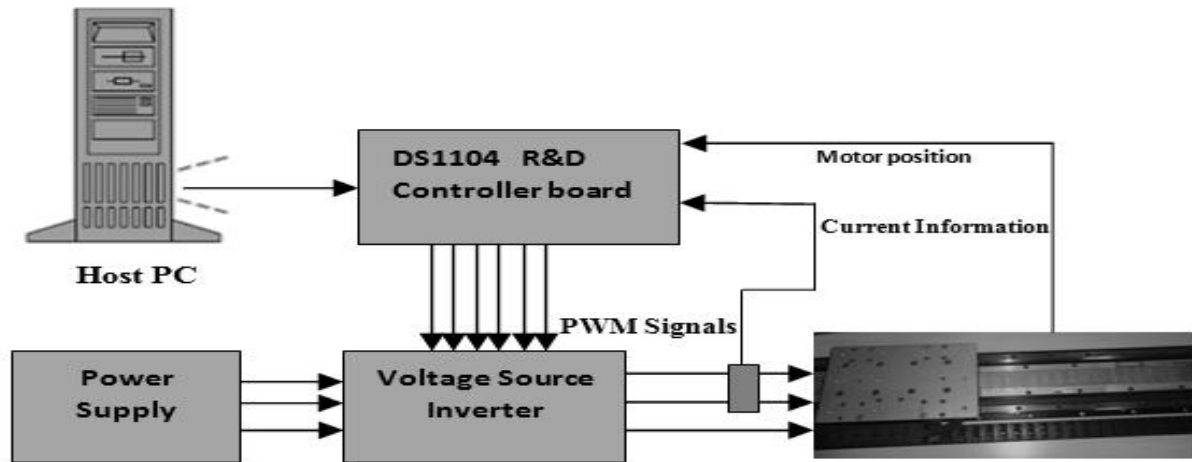 DS1104 R&D
Controller board
Motor position
Current Information
Host PC
PWM Signals
Power
Supply
Voltage Source
Inverter